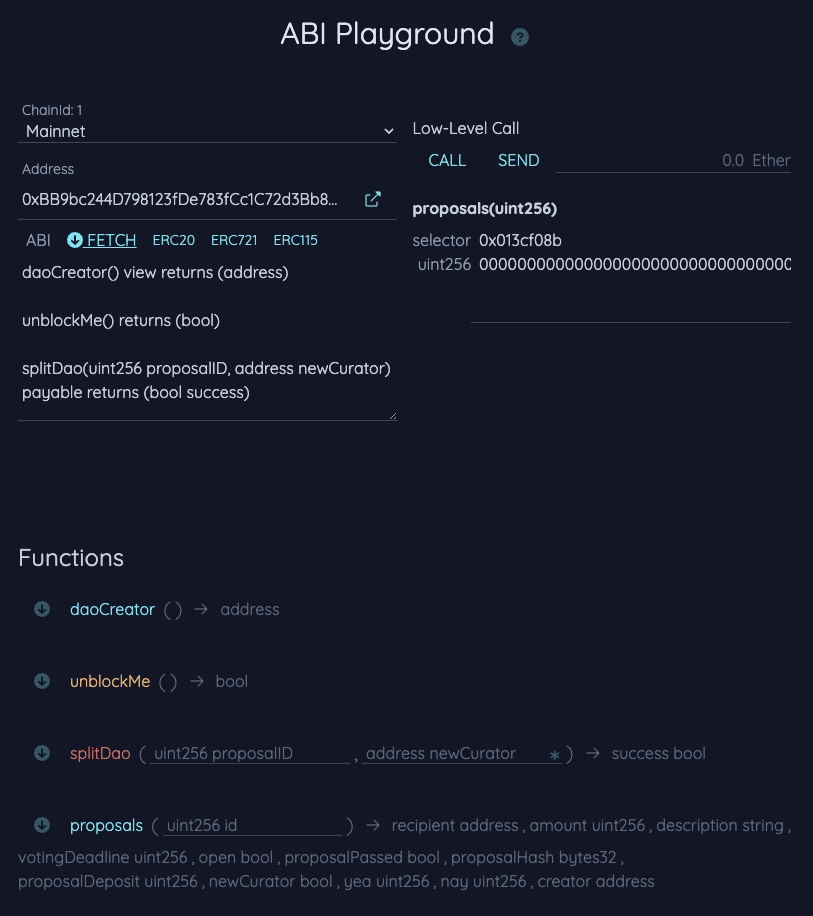 ABI Playground ?
ChainId: 1
Mainnet
Address
0xBB9bc244D798123fDe783fCc1C72d3Bb8...
ABI FETCH ERC20 ERC721 ERC115
daoCreator() view returns (address)
unblockMe() returns (bool)
splitDao(uint256 proposalID, address newCurator)
payable returns (bool success)
Low-Level Call
CALL SEND 0.0 Ether
proposals(uint256)
selector 0x013cf08b
uint256 0000000000000000000000000000000000
Functions
daoCreator ( ) → address
unblockMe ( ) → bool
splitDao ( uint256 proposalID , address newCurator * ) → success bool
proposals ( uint256 id ) → recipient address , amount uint256 , description string ,
votingDeadline uint256 , open bool , proposalPassed bool , proposalHash bytes32 ,
proposalDeposit uint256 , newCurator bool , yea uint256 , nay uint256 , creator address